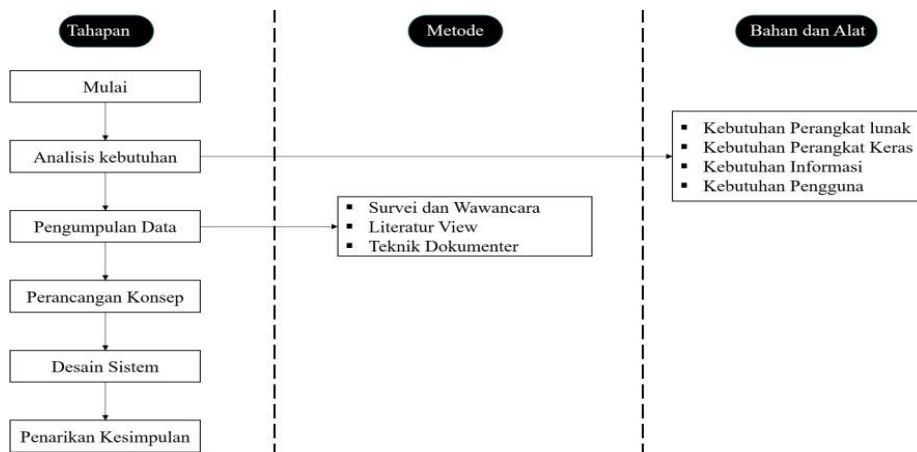 Tahapan
Metode
Bahan dan Alat
Mulai
Analisis kebutuhan
Pengumpulan Data
Perancangan Konsep
Desain Sistem
Penarikan Kesimpulan
▪ Survei dan Wawancara
▪ Literatur View
▪ Teknik Dokumenter
▪ Kebutuhan Perangkat lunak
▪ Kebutuhan Perangkat Keras
▪ Kebutuhan Informasi
▪ Kebutuhan Pengguna